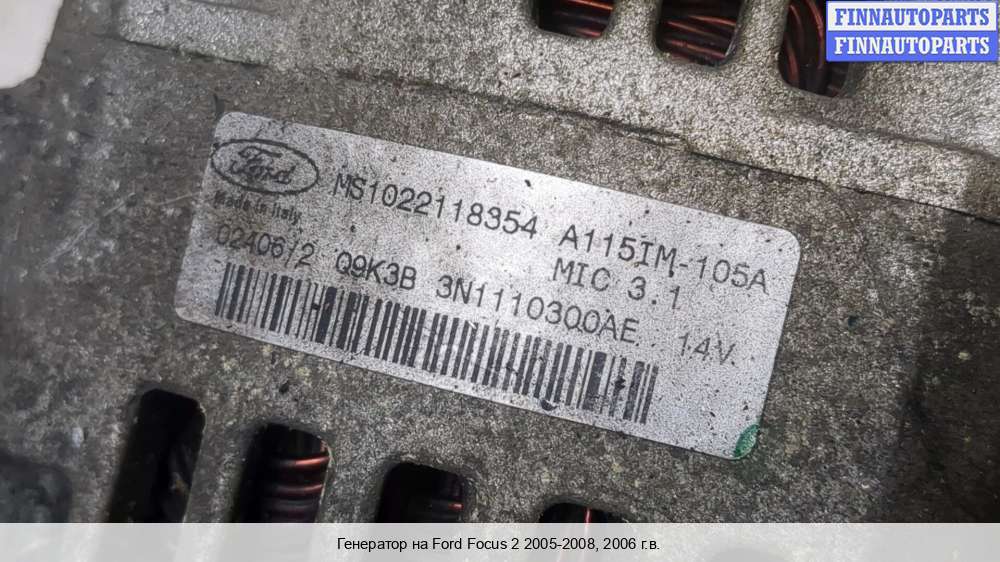 FINNAUTOPARTS
FINNAUTOPARTS
Ford
Made in Italy
MS1022118354 A115IM-105A
MIC 3.1
02406/2 Q9K3B 3N1110300AE 14V
Генератор на Ford Focus 2 2005-2008, 2006 г.в.